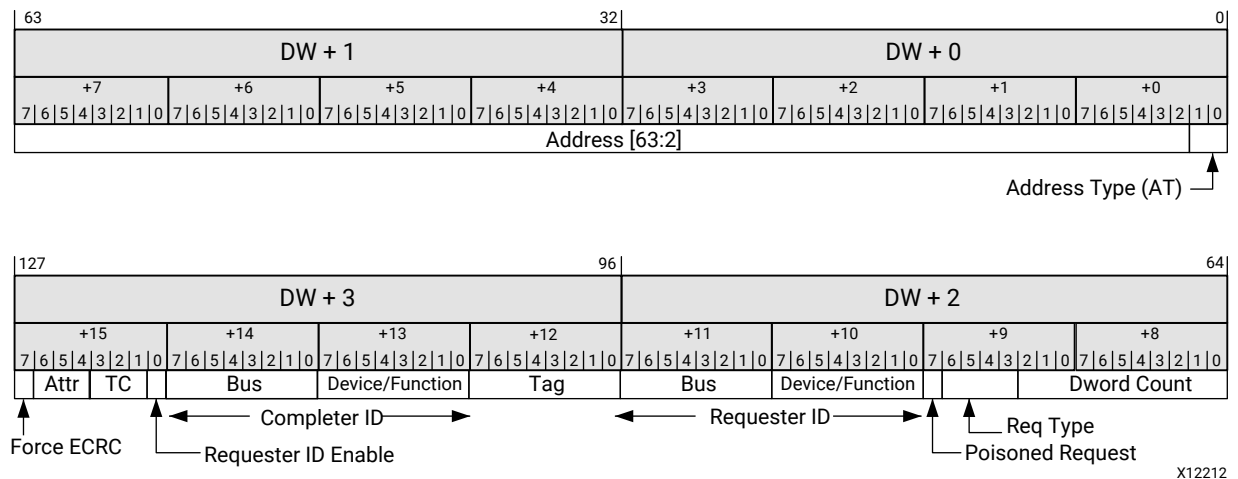 63 32 0
DW + 1 DW + 0
+7 +6 +5 +4 +3 +2 +1 +0
7 6 5 4 3 2 1 0 7 6 5 4 3 2 1 0 7 6 5 4 3 2 1 0 7 6 5 4 3 2 1 0 7 6 5 4 3 2 1 0 7 6 5 4 3 2 1 0 7 6 5 4 3 2 1 0 7 6 5 4 3 2 1 0
Address [63:2]
Address Type (AT)
127 96 64
DW + 3 DW + 2
+15 +14 +13 +12 +11 +10 +9 +8
7 6 5 4 3 2 1 0 7 6 5 4 3 2 1 0 7 6 5 4 3 2 1 0 7 6 5 4 3 2 1 0 7 6 5 4 3 2 1 0 7 6 5 4 3 2 1 0 7 6 5 4 3 2 1 0 7 6 5 4 3 2 1 0
Attr TC Bus Device/Function Tag Bus Device/Function Dword Count
Completer ID Requester ID
Req Type
Force ECRC Requester ID Enable Poisoned Request
X12212